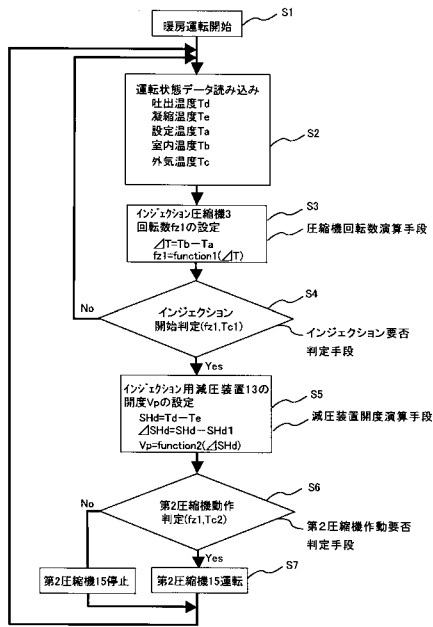 暖房運転開始
S1
運転状態データ読み込み
吐出温度Td
凝縮温度Te
設定温度Ta
室内温度Tb
外気温度Tc
S2
S3
インジェクション圧縮機3
回転数fz1の設定
⊿T=Tb-Ta
fz1=function1(⊿T)
圧縮機回転数演算手段
S4
No
インジェクション
開始判定(fz1,Tc1)
インジェクション要否
判定手段
Yes
S5
インジェクション用減圧装置13の
開度Vpの設定
SHd=Td-Te
⊿SHd=SHd-SHd1
Vp=function2(⊿SHd)
減圧装置開度演算手段
S6
No
第2圧縮機動作
判定(fz1,Tc2)
第2圧縮機作動要否
判定手段
Yes
S7
第2圧縮機15停止
第2圧縮機15運転